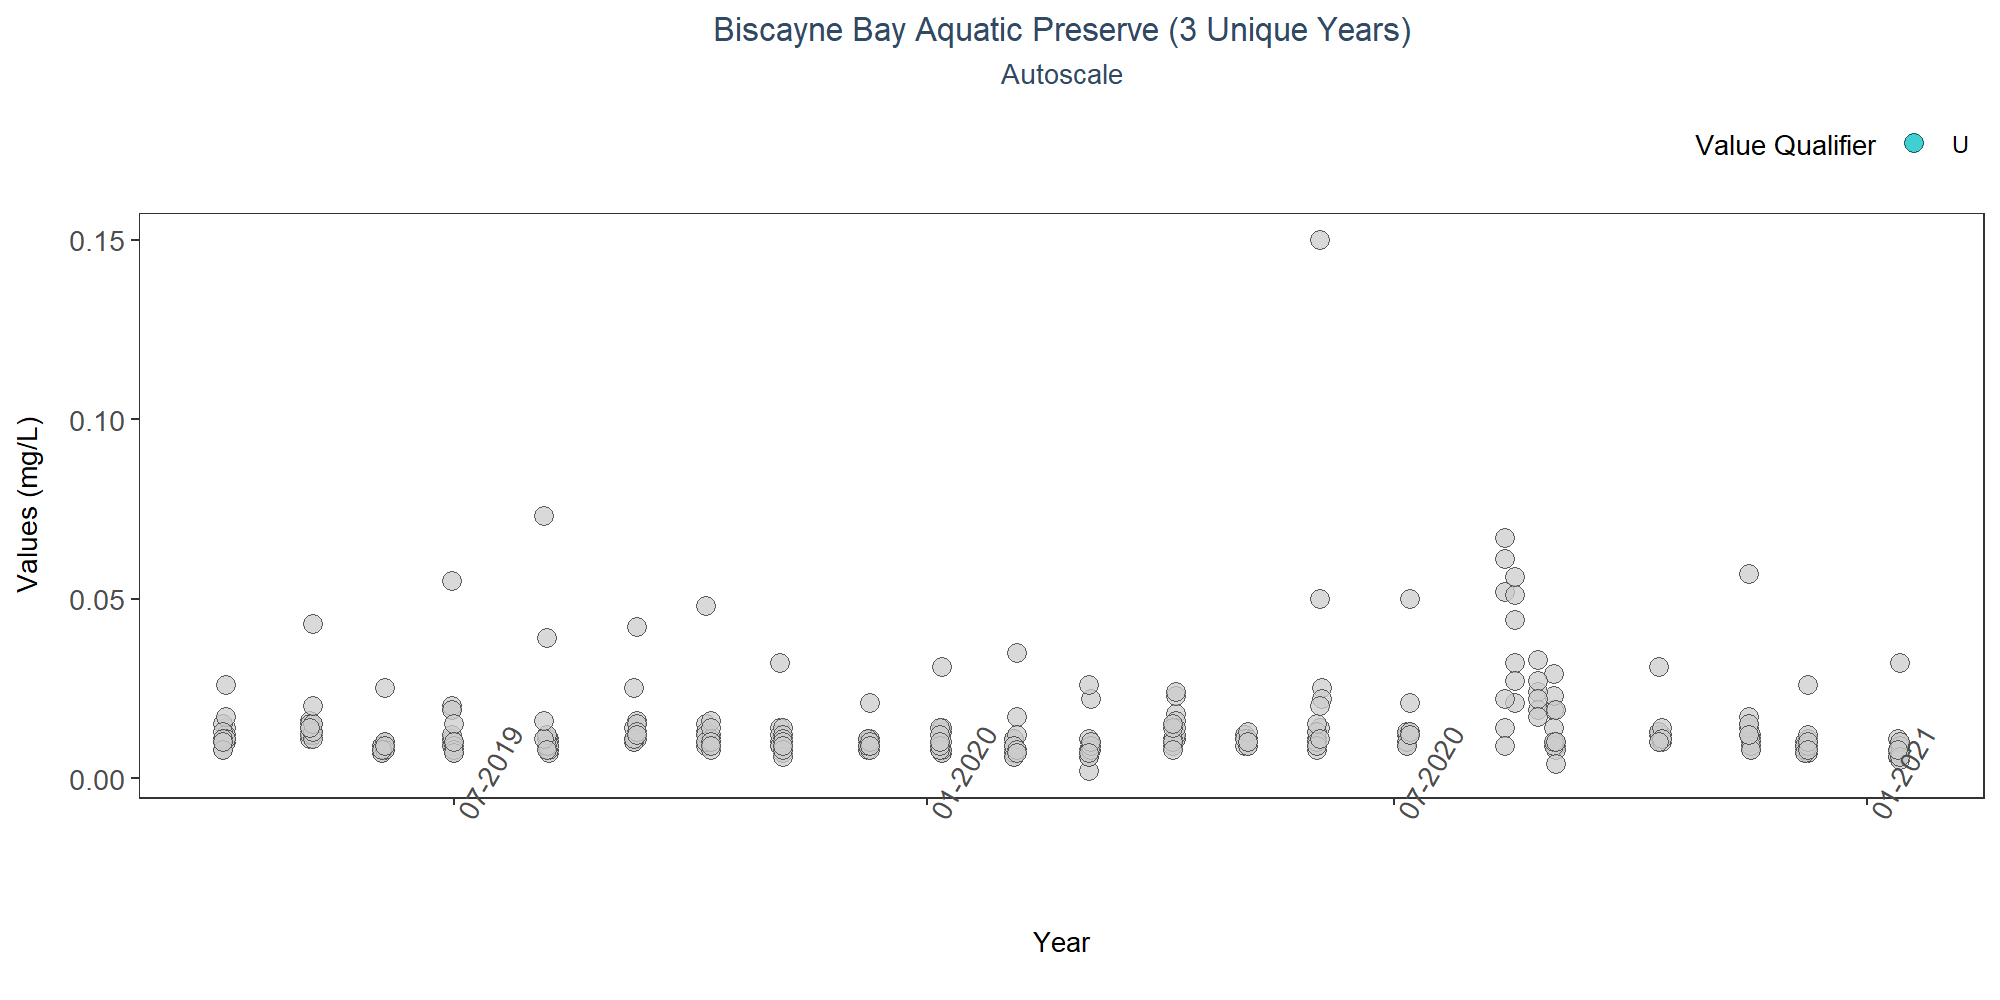 Biscayne Bay Aquatic Preserve (3 Unique Years)
Autoscale
Value Qualifier U
0.15
0.10
0.05
0.00
Values (mg/L)
07-2019
01-2020
07-2020
01-2021
Year